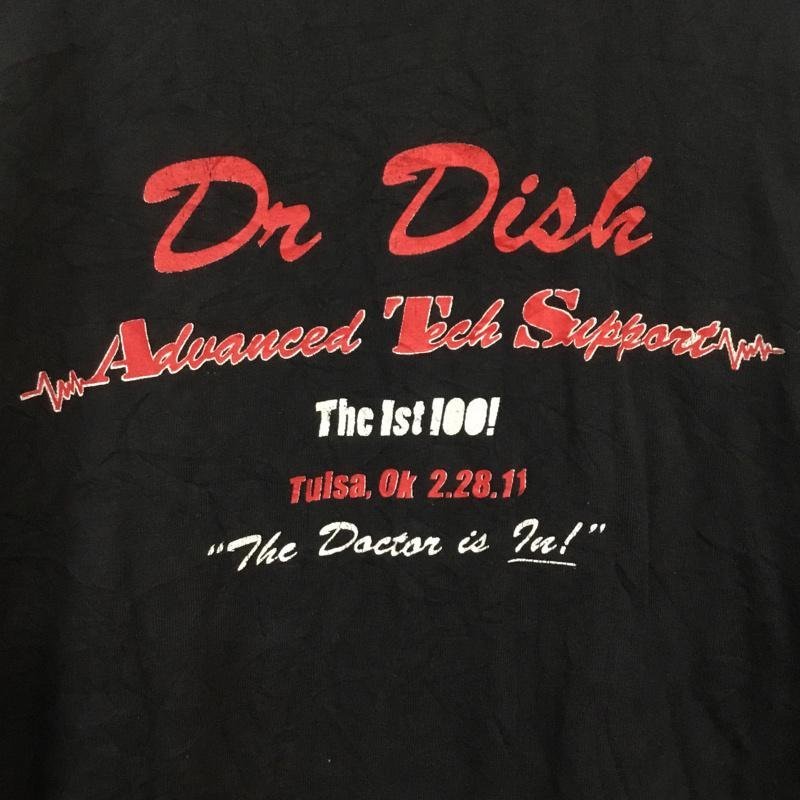 Dr Dish
Advanced Tech Support
The 1st 100!
Tulsa, Ok 2.28.11
"The Doctor is In!"